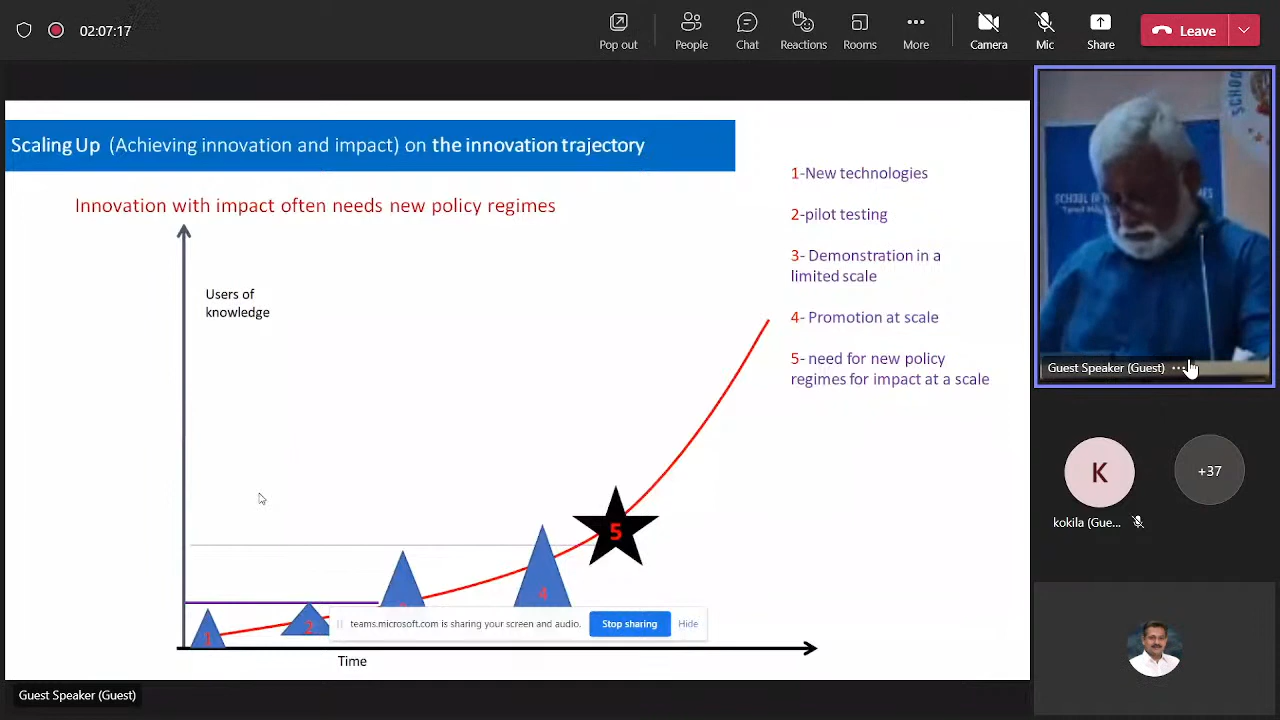 02:07:17
Pop out
People
Chat
Reactions
Rooms
More
Camera
Mic
Share
Leave
Scaling Up (Achieving innovation and impact) on the innovation trajectory
Innovation with impact often needs new policy regimes
Users of
knowledge
1-New technologies
2-pilot testing
3- Demonstration in a
limited scale
4- Promotion at scale
5- need for new policy
regimes for impact at a scale
5
4
2
1
teams.microsoft.com is sharing your screen and audio.
Stop sharing
Hide
Time
Guest Speaker (Guest)
SCHOOL
SCHOOL OF
Guest Speaker (Guest)
K
+37
kokila (Gue...